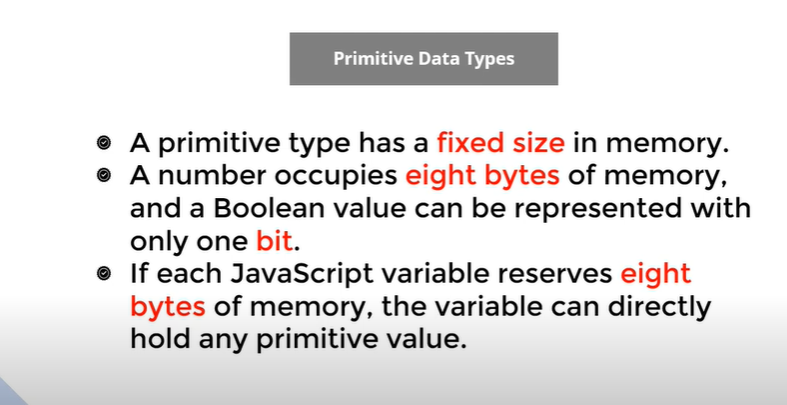 Primitive Data Types
A primitive type has a fixed size in memory.
A number occupies eight bytes of memory,
and a Boolean value can be represented with
only one bit.
If each JavaScript variable reserves eight
bytes of memory, the variable can directly
hold any primitive value.